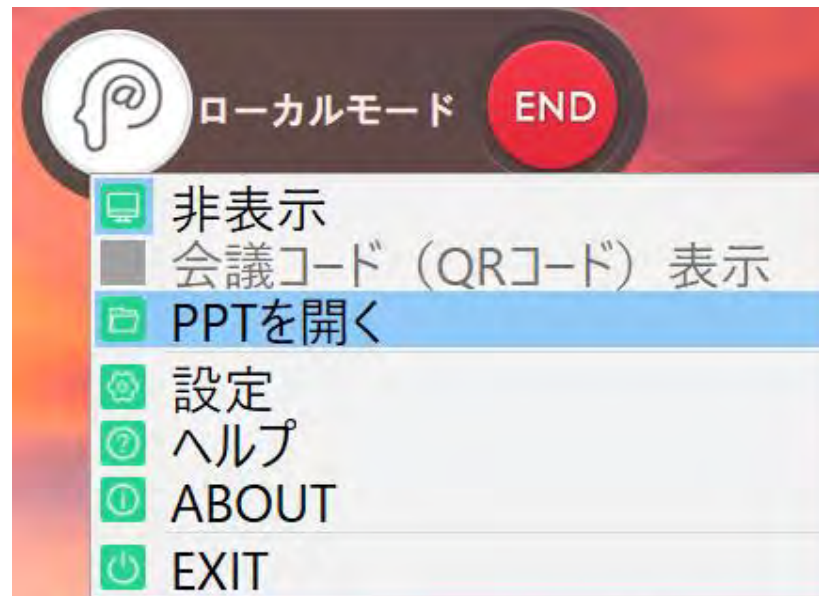 ローカルモード END
非表示
会議コード（QRコード）表示
PPTを開く
設定
ヘルプ
ABOUT
EXIT